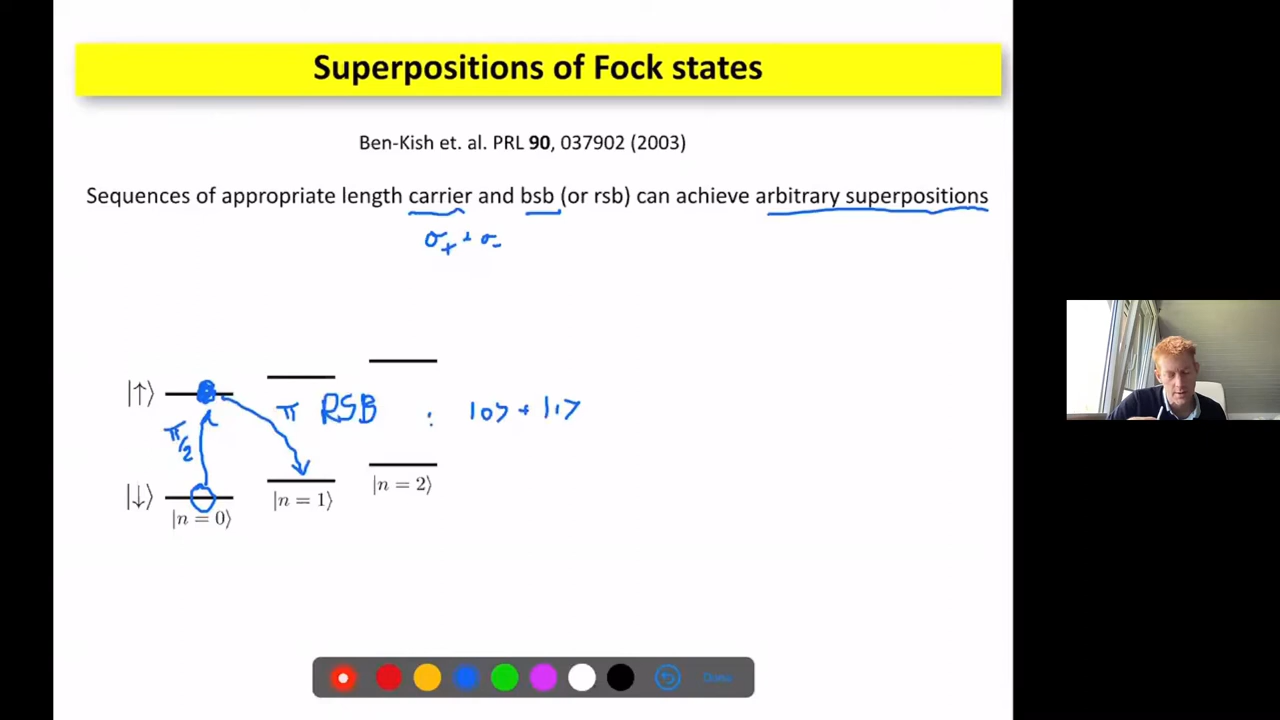 Superpositions of Fock states
Ben-Kish et. al. PRL 90, 037902 (2003)
Sequences of appropriate length carrier and bsb (or rsb) can achieve arbitrary superpositions
σ₊ + σ₋
|↑⟩
π RSB : |0⟩ + |1⟩
π/2
|↓⟩
|n = 0⟩
|n = 1⟩
|n = 2⟩
Done